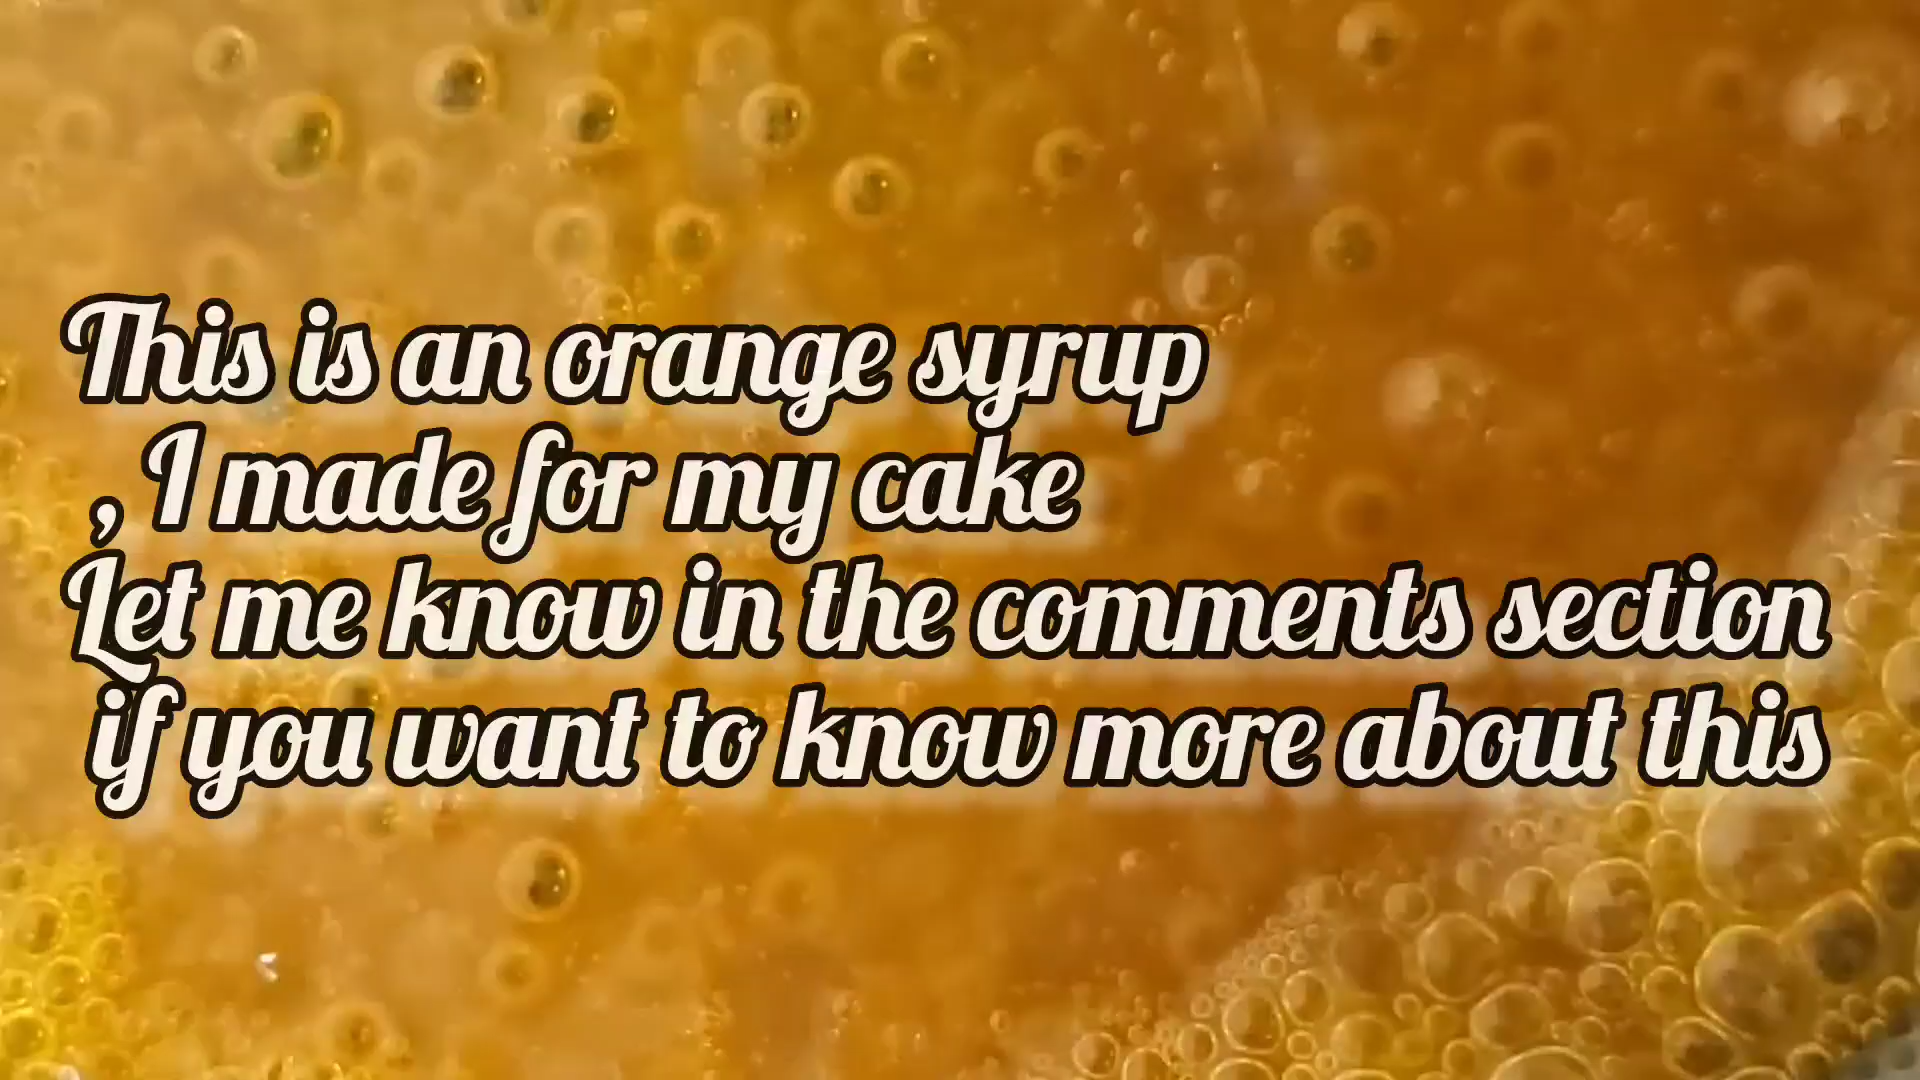 This is an orange syrup
, I made for my cake
Let me know in the comments section
if you want to know more about this